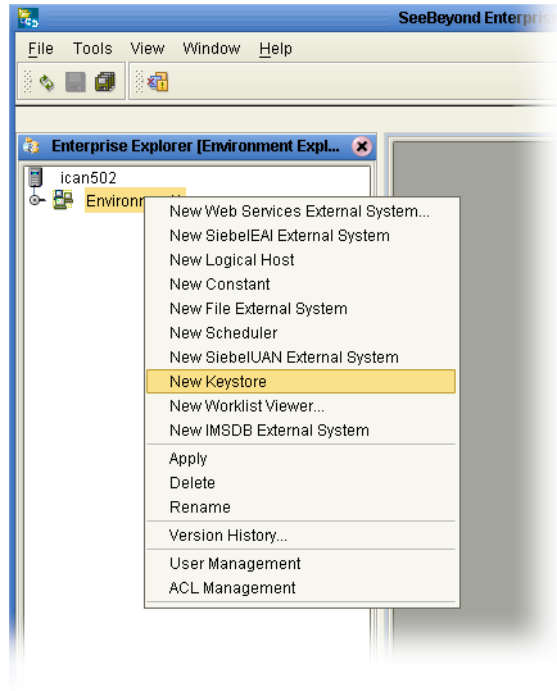 SeeBeyond Enterprise
File Tools View Window Help
Enterprise Explorer [Environment Expl...
ican502
New Web Services External System...
New SiebelEAI External System
New Logical Host
New Constant
New File External System
New Scheduler
New SiebelUAN External System
New Keystore
New Worklist Viewer...
New IMSDB External System
Apply
Delete
Rename
Version History...
User Management
ACL Management